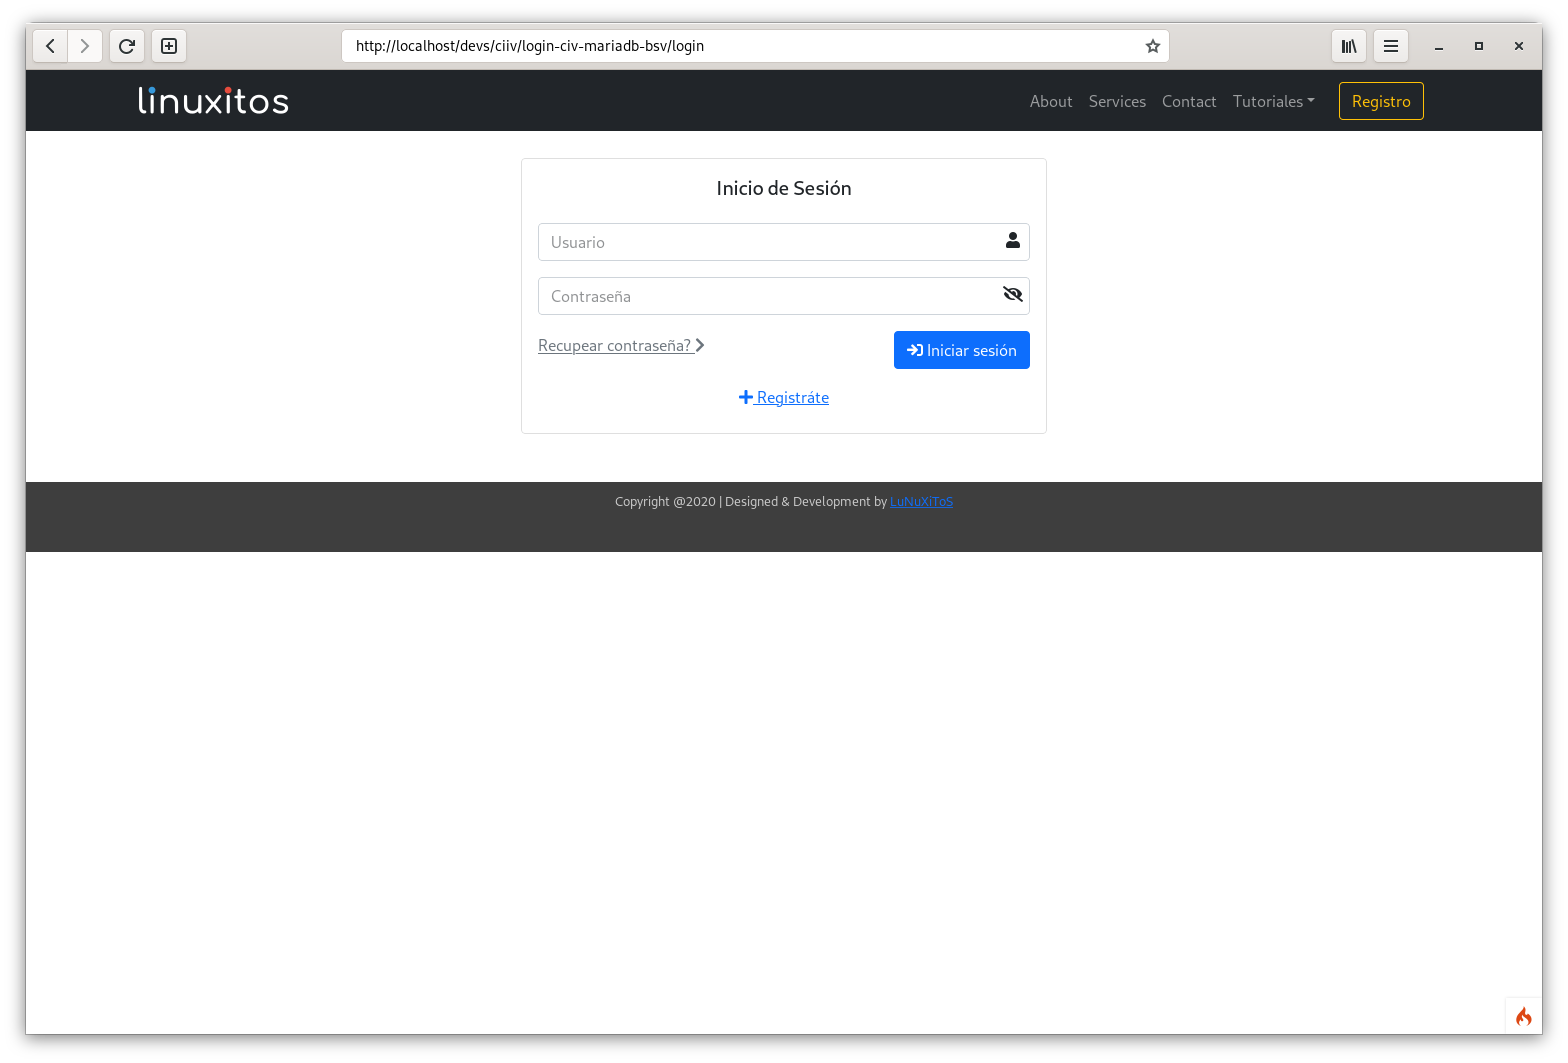 http://localhost/devs/ciiv/login-civ-mariadb-bsv/login
linuxitos
About Services Contact Tutoriales Registro
Inicio de Sesión
Usuario
Contraseña
Recupear contraseña?
Iniciar sesión
Registráte
Copyright @2020 | Designed & Development by LuNuXiToS